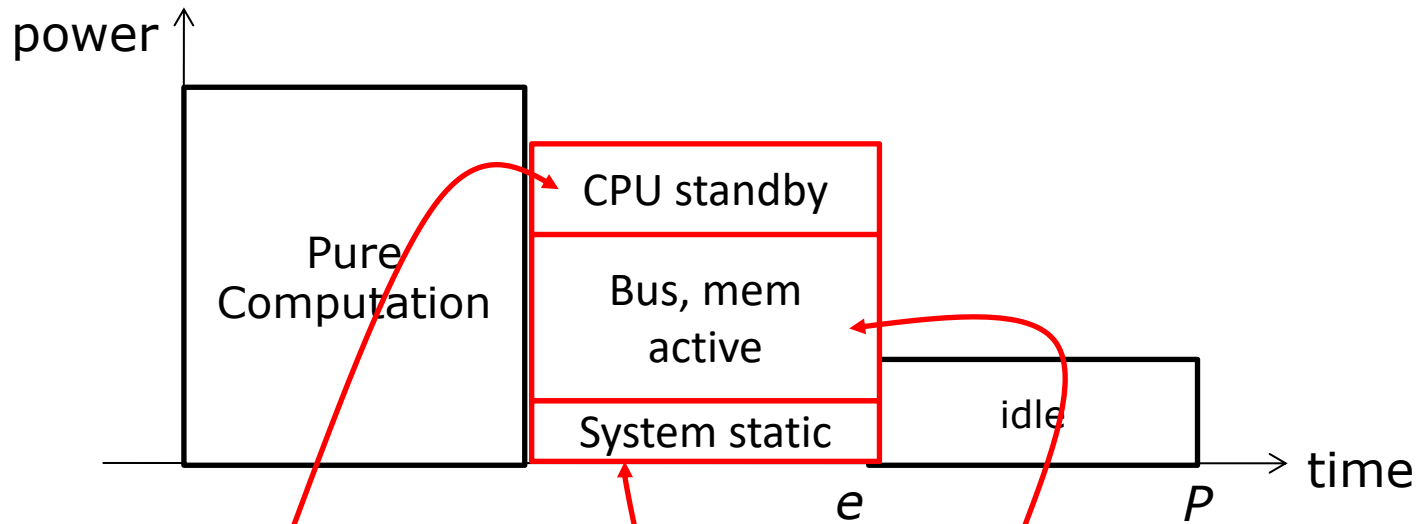 power
CPU standby
Pure
Computation
Bus, mem
active
System static
idle
time
e
P